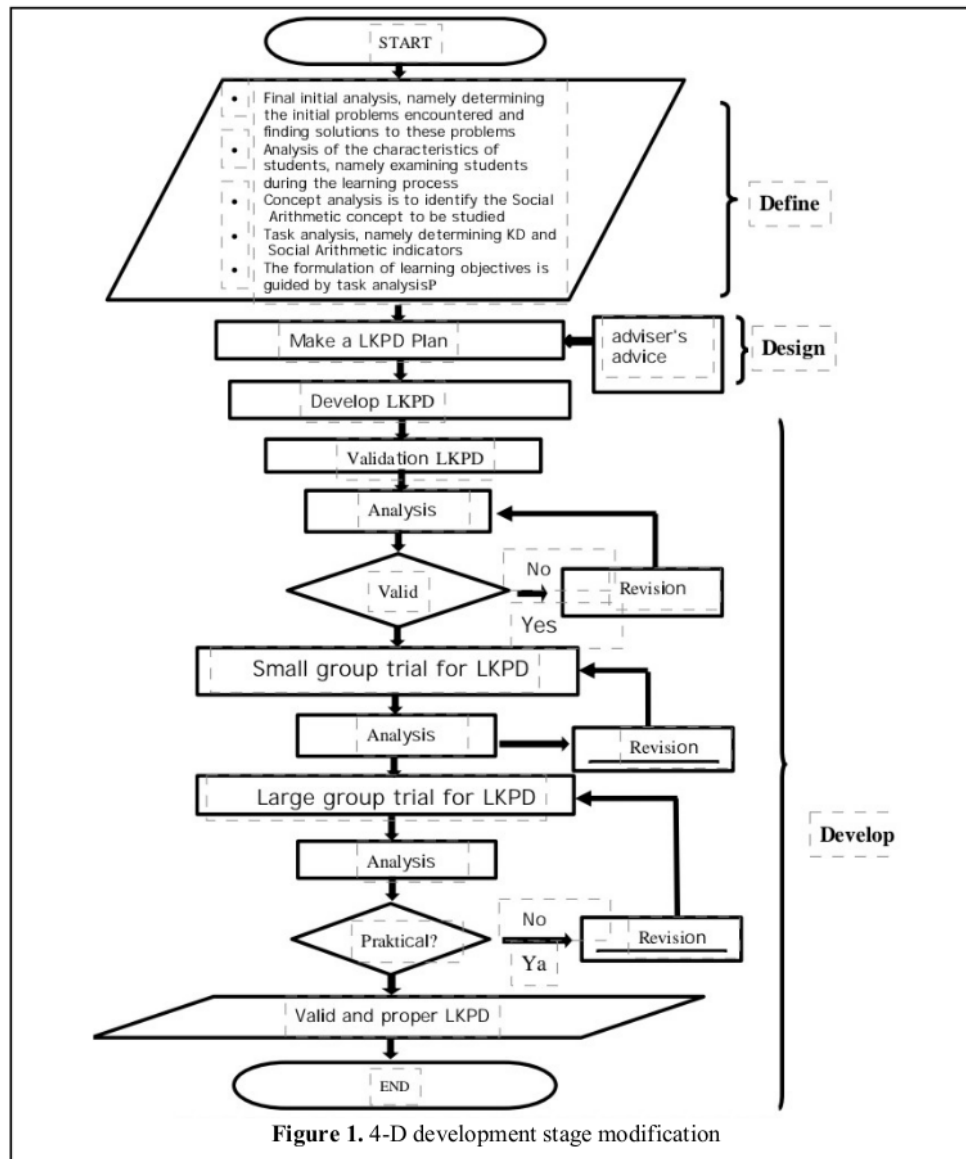 START
• Final initial analysis, namely determining
the initial problems encountered and
finding solutions to these problems
• Analysis of the characteristics of
students, namely examining students
during the learning process
• Concept analysis is to identify the Social
Arithmetic concept to be studied
• Task analysis, namely determining KD and
Social Arithmetic indicators
• The formulation of learning objectives is
guided by task analysisP
Define
Make a LKPD Plan
adviser's
advice
Design
Develop LKPD
Validation LKPD
Analysis
Valid
No
Yes
Revision
Small group trial for LKPD
Analysis
Revision
Large group trial for LKPD
Analysis
Develop
Praktical?
No
Ya
Revision
Valid and proper LKPD
END
Figure 1. 4-D development stage modification